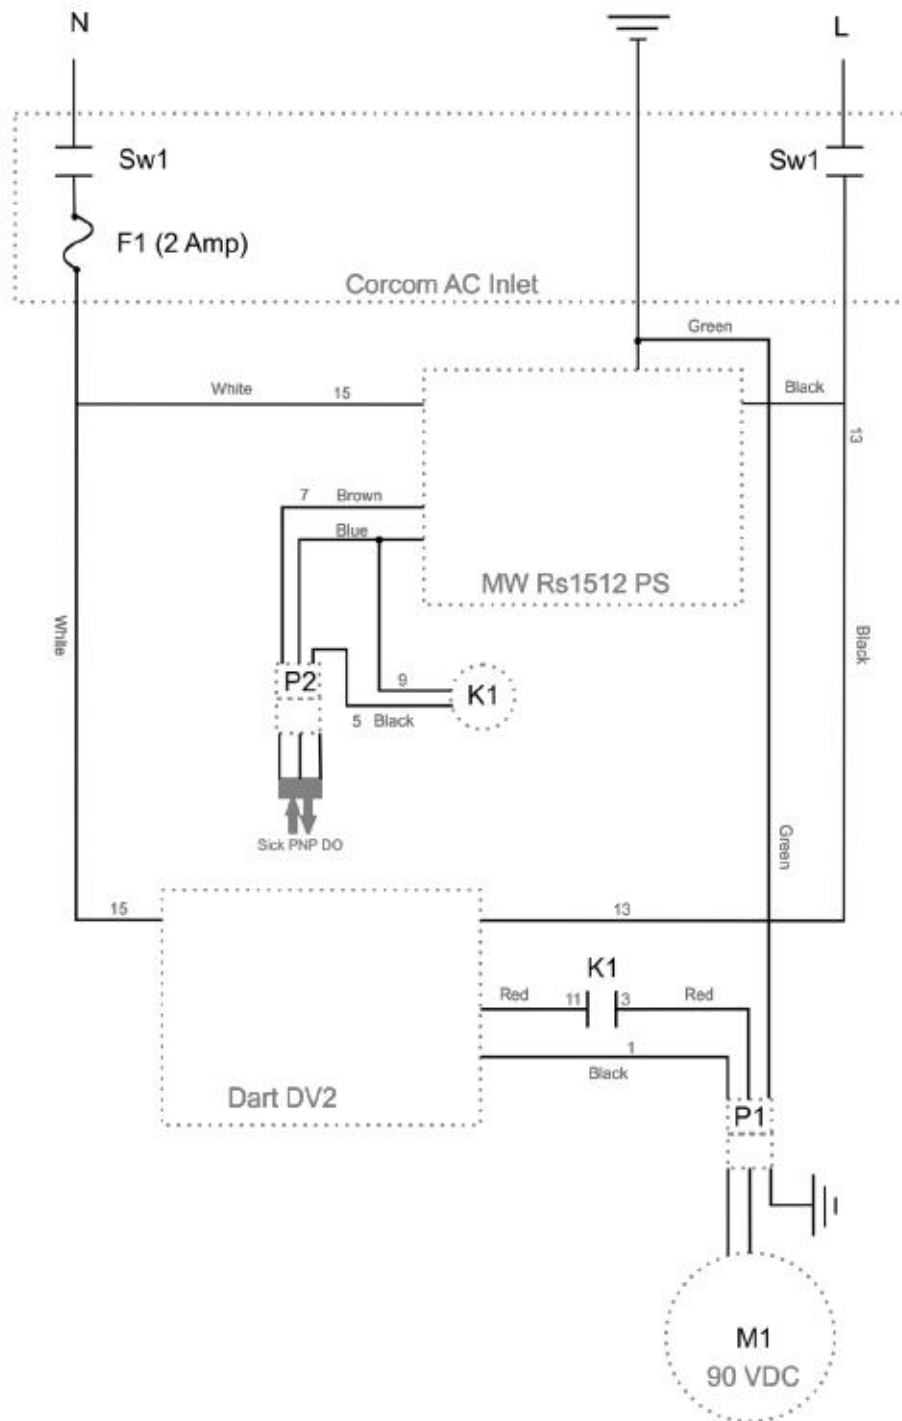 N
L
Sw1
Sw1
F1 (2 Amp)
Corcom AC Inlet
Green
White 15
Black
13
7 Brown
Blue
MW Rs1512 PS
White
Black
P2
9
K1
5 Black
Sick PNP DO
Green
15
13
K1
Red 11 3 Red
1
Black
Dart DV2
P1
M1
90 VDC